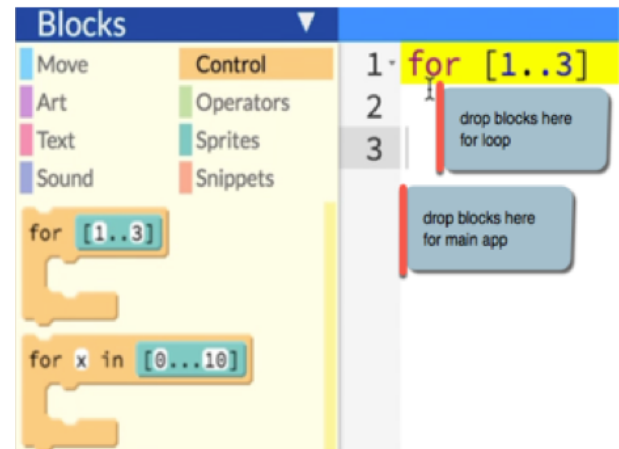 Blocks ▼
Move Control
Art Operators
Text Sprites
Sound Snippets
for [1..3]
for x in [0...10]
1 for [1..3]
2
3
drop blocks here
for loop
drop blocks here
for main app